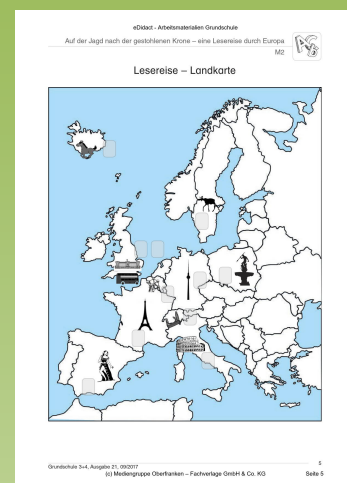 eDidact - Arbeitsmaterialien Grundschule
Auf der Jagd nach der gestohlenen Krone – eine Lesereise durch Europa
M2
Lesereise – Landkarte
5
Grundschule 3+4, Ausgabe 21, 09/2017
(c) Mediengruppe Oberfranken – Fachverlage GmbH & Co. KG Seite 5